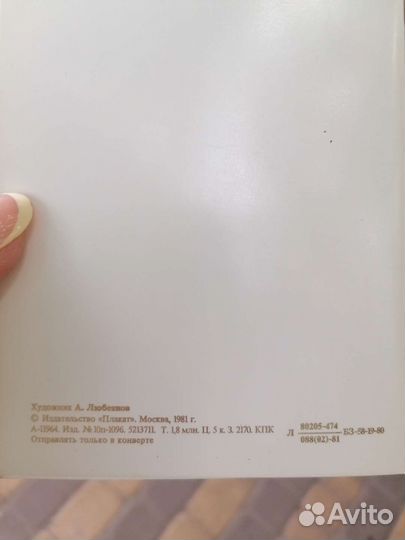 Художник А. Любезнов
© Издательство «Плакат». Москва, 1981 г.
А-11964. Изд. № 10п-1096. 5213711. Т. 1,8 млн. Ц. 5 к. З. 2170. КПК
Отправлять только в конверте
Л 80205-474 БЗ-58-19-80
088(02)-81
Avito